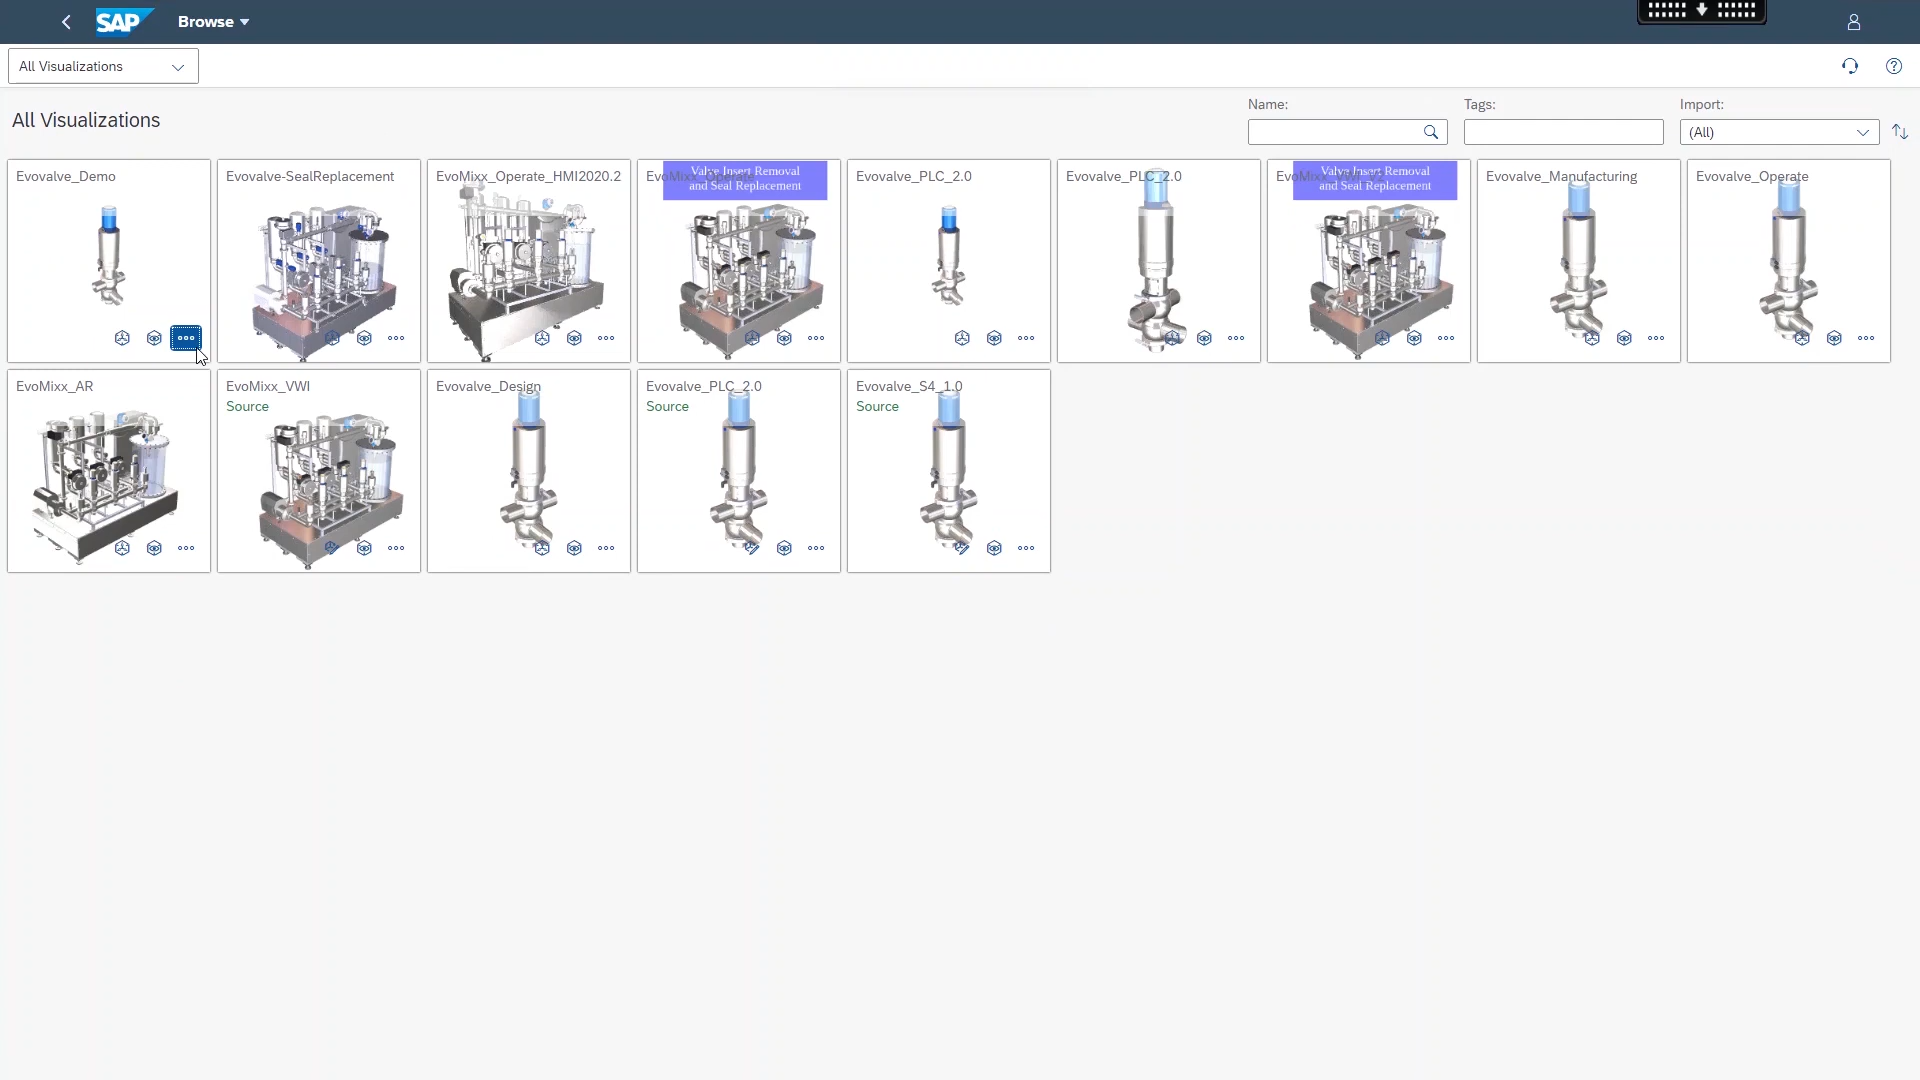 SAP
Browse
All Visualizations
All Visualizations
Name:
Tags:
Import:
(All)
Evovalve_Demo
Evovalve-SealReplacement
EvoMixx_Operate_HMI2020.2
EvoMixx_Operate
Valve Insert Removal
and Seal Replacement
Evovalve_PLC_2.0
Evovalve_PLC_2.0
EvoMixx_VWI_V2
Valve Insert Removal
and Seal Replacement
Evovalve_Manufacturing
Evovalve_Operate
EvoMixx_AR
EvoMixx_VWI
Source
Evovalve_Design
Evovalve_PLC_2.0
Source
Evovalve_S4_1.0
Source